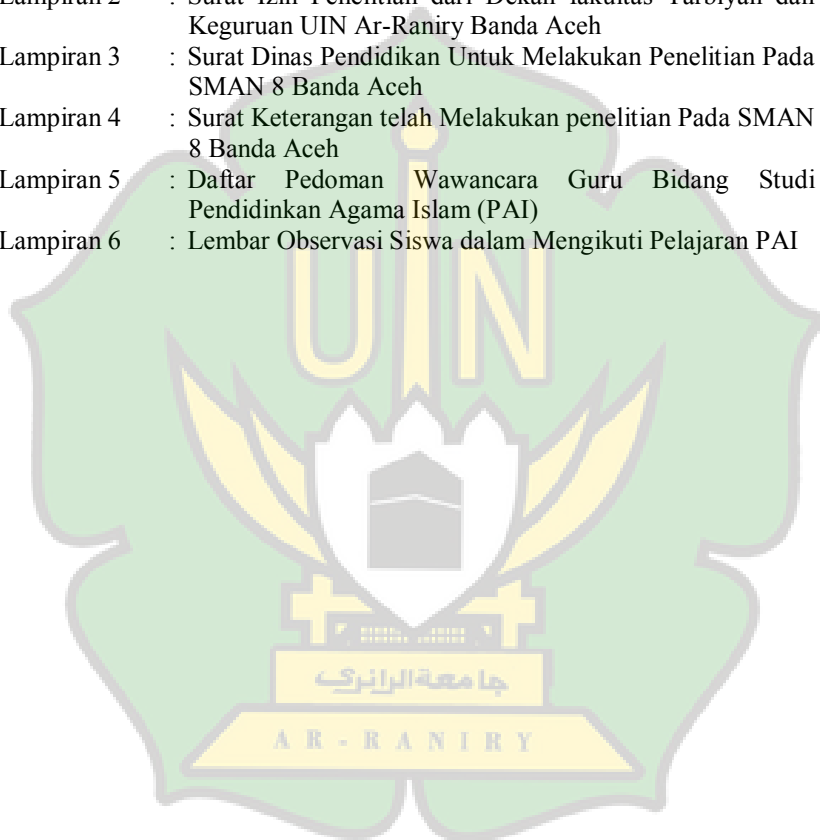 Lampiran 2 : Surat Izin Penelitian dari Dekan fakultas Tarbiyah dan
Keguruan UIN Ar-Raniry Banda Aceh
Lampiran 3 : Surat Dinas Pendidikan Untuk Melakukan Penelitian Pada
SMAN 8 Banda Aceh
Lampiran 4 : Surat Keterangan telah Melakukan penelitian Pada SMAN
8 Banda Aceh
Lampiran 5 : Daftar Pedoman Wawancara Guru Bidang Studi
Pendidinkan Agama Islam (PAI)
Lampiran 6 : Lembar Observasi Siswa dalam Mengikuti Pelajaran PAI
UIN
جامعة الرانري
AR-RANIRY